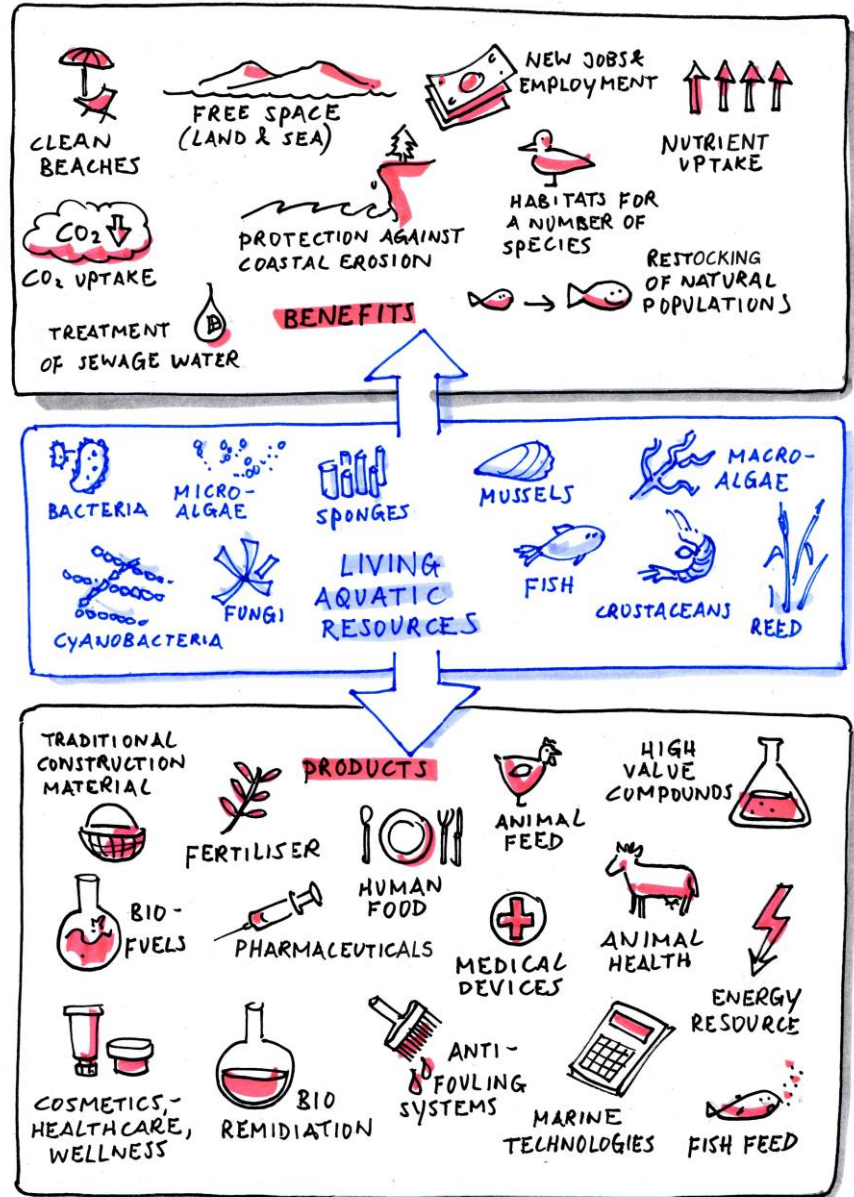 CLEAN
BEACHES
FREE SPACE
(LAND & SEA)
NEW JOBS &
EMPLOYMENT
NUTRIENT
UPTAKE
CO₂
CO₂ UPTAKE
PROTECTION AGAINST
COASTAL EROSION
HABITATS FOR
A NUMBER OF
SPECIES
RESTOCKING
OF NATURAL
POPULATIONS
TREATMENT
OF SEWAGE WATER
BENEFITS
BACTERIA
MICRO-
ALGAE
SPONGES
MUSSELS
MACRO-
ALGAE
CYANOBACTERIA
FUNGI
LIVING
AQUATIC
RESOURCES
FISH
CRUSTACEANS
REED
TRADITIONAL
CONSTRUCTION
MATERIAL
FERTILISER
PRODUCTS
HUMAN
FOOD
ANIMAL
FEED
HIGH
VALUE
COMPOUNDS
BIO-
FUELS
PHARMACEUTICALS
MEDICAL
DEVICES
ANIMAL
HEALTH
ENERGY
RESOURCE
COSMETICS,-
HEALTHCARE,
WELLNESS
BIO
REMIDIATION
ANTI-
FOULING
SYSTEMS
MARINE
TECHNOLOGIES
FISH FEED